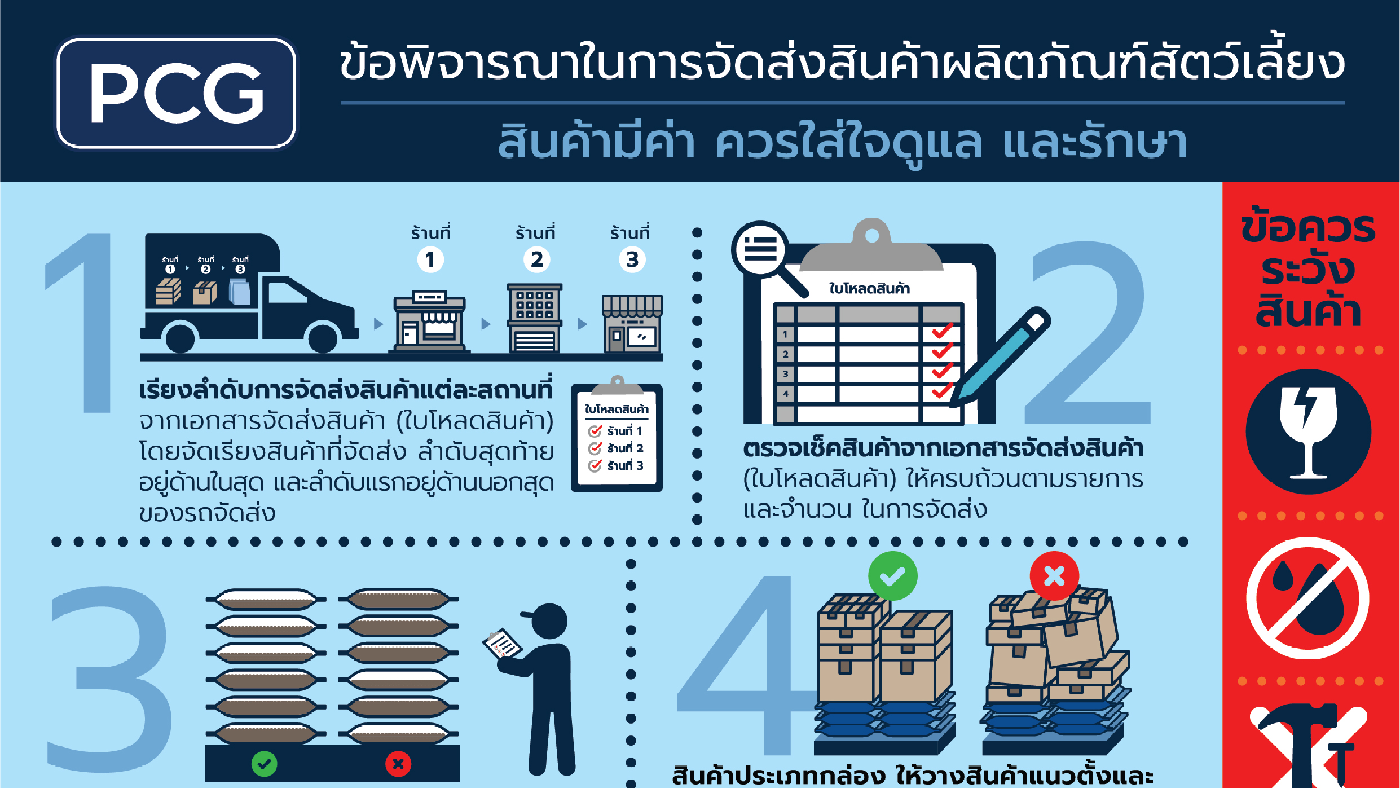 PCG
ข้อพิจารณาในการจัดส่งสินค้าผลิตภัณฑ์สัตว์เลี้ยง
สินค้ามีค่า ควรใส่ใจดูแล และรักษา
1
ร้านที่
1
ร้านที่
2
ร้านที่
3
ร้านที่
1
ร้านที่
2
ร้านที่
3
เรียงลำดับการจัดส่งสินค้าแต่ละสถานที่
จากเอกสารจัดส่งสินค้า (ใบโหลดสินค้า)
โดยจัดเรียงสินค้าที่จัดส่ง ลำดับสุดท้าย
อยู่ด้านในสุด และลำดับแรกอยู่ด้านนอกสุด
ของรถจัดส่ง
ใบโหลดสินค้า
ร้านที่ 1
ร้านที่ 2
ร้านที่ 3
2
ใบโหลดสินค้า
1
2
3
4
ตรวจเช็คสินค้าจากเอกสารจัดส่งสินค้า
(ใบโหลดสินค้า) ให้ครบถ้วนตามรายการ
และจำนวน ในการจัดส่ง
3
4
สินค้าประเภทกล่อง ให้วางสินค้าแนวตั้งและ
ข้อควร
ระวัง
สินค้า